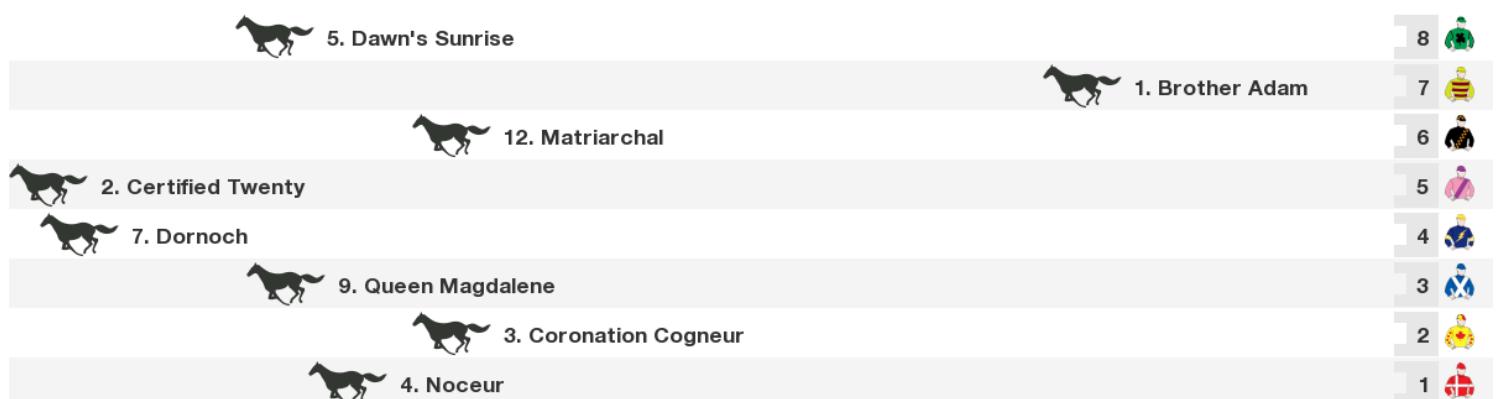 5. Dawn's Sunrise 8
1. Brother Adam 7
12. Matriarchal 6
2. Certified Twenty 5
7. Dornoch 4
9. Queen Magdalene 3
3. Coronation Cogneur 2
4. Noceur 1